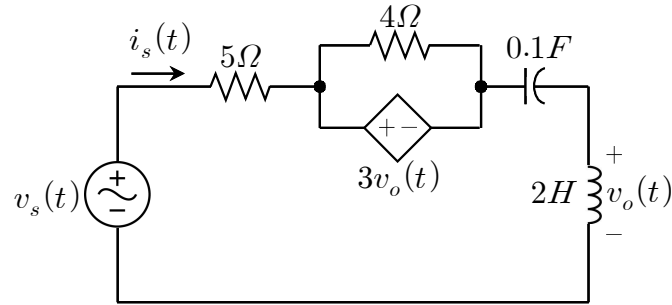 i_s(t)
5Ω
4Ω
0.1F
+ −
3v_o(t)
v_s(t)
+
−
2H
+
v_o(t)
−